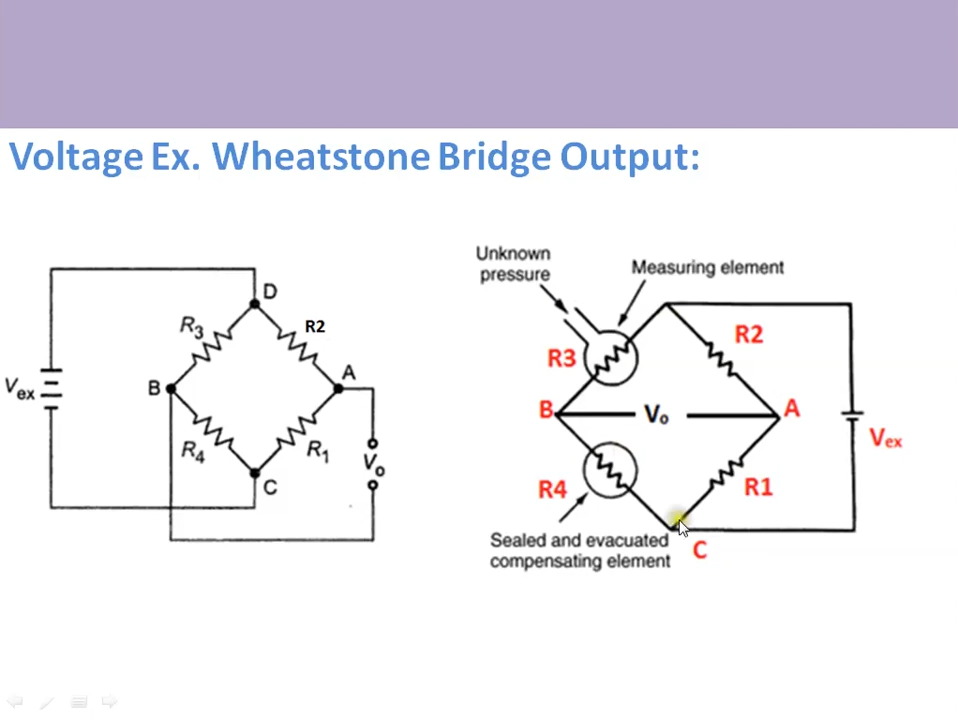 Voltage Ex. Wheatstone Bridge Output:
D
R3
R2
A
Vex
B
R4
R1
Vo
C
Unknown
pressure
Measuring element
R2
R3
B
Vo
A
Vex
R4
R1
Sealed and evacuated
compensating element
C